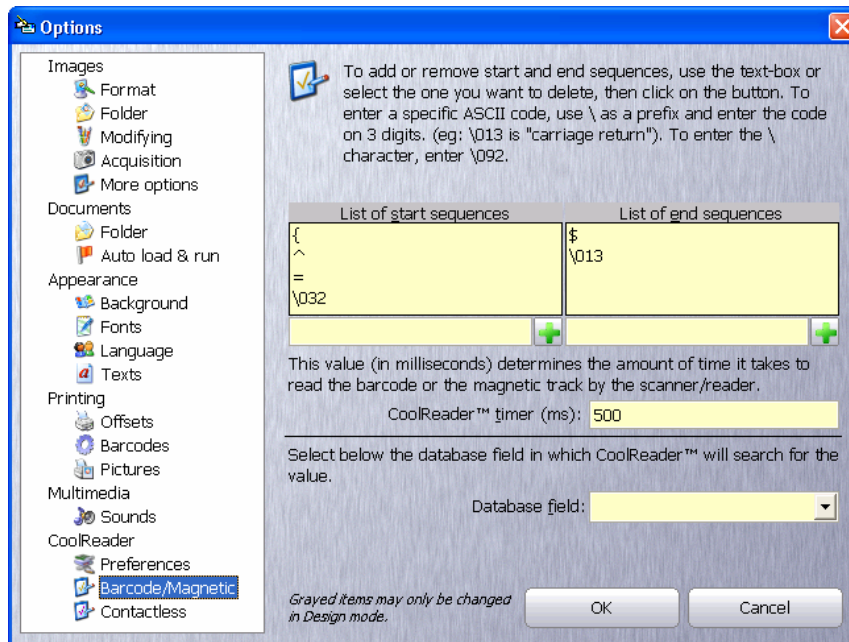 Options
Images
Format
Folder
Modifying
Acquisition
More options
Documents
Folder
Auto load & run
Appearance
Background
Fonts
Language
Texts
Printing
Offsets
Barcodes
Pictures
Multimedia
Sounds
CoolReader
Preferences
Barcode/Magnetic
Contactless
To add or remove start and end sequences, use the text-box or
select the one you want to delete, then click on the button. To
enter a specific ASCII code, use \ as a prefix and enter the code
on 3 digits. (eg: \013 is "carriage return"). To enter the \
character, enter \092.
List of start sequences
{
^
=
\032
List of end sequences
$
\013
This value (in milliseconds) determines the amount of time it takes to
read the barcode or the magnetic track by the scanner/reader.
CoolReader™ timer (ms): 500
Select below the database field in which CoolReader™ will search for the
value.
Database field:
Grayed items may only be changed
in Design mode.
OK
Cancel